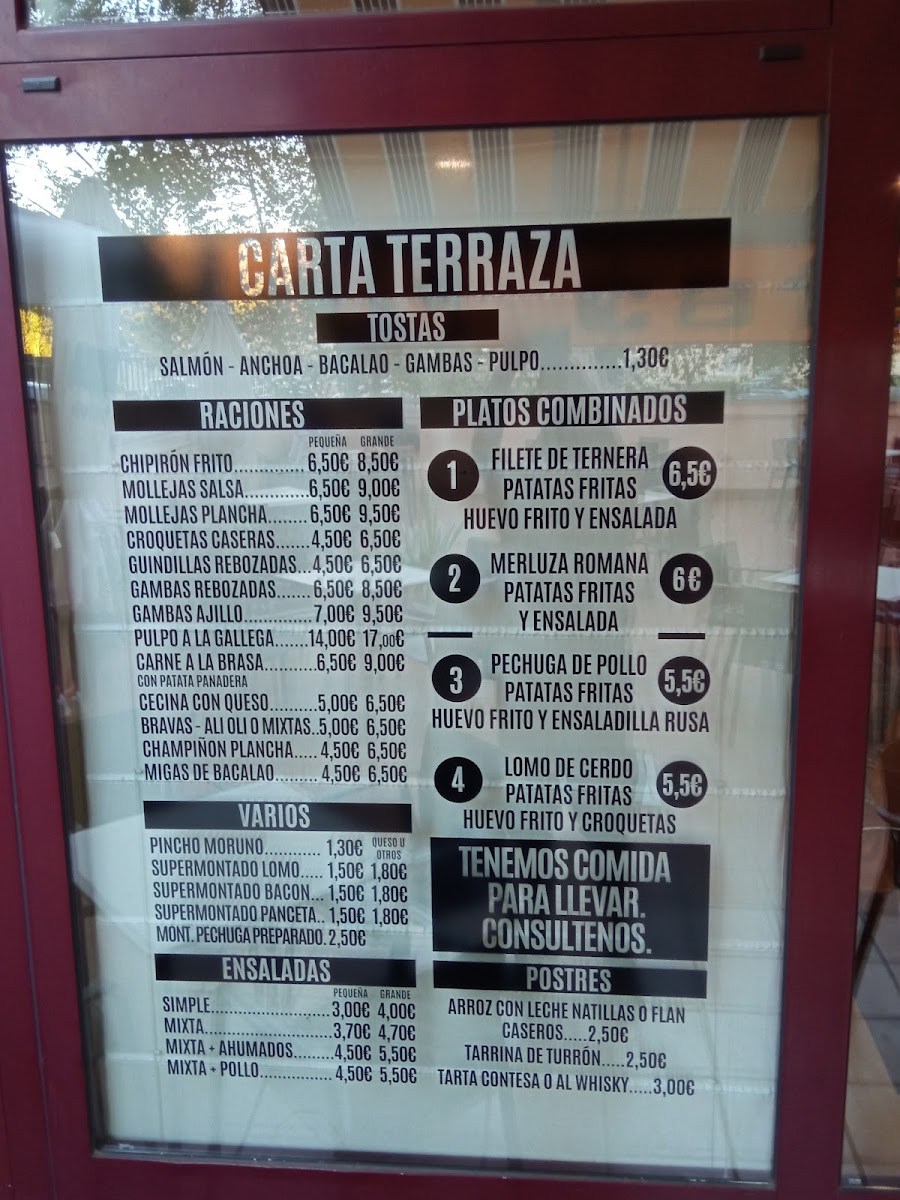 CARTA TERRAZA
TOSTAS
SALMÓN - ANCHOA - BACALAO - GAMBAS - PULPO..............1,30€
RACIONES
PEQUEÑA GRANDE
CHIPIRÓN FRITO.............. 6,50€ 8,50€
MOLLEJAS SALSA.............6,50€ 9,00€
MOLLEJAS PLANCHA........ 6,50€ 9,50€
CROQUETAS CASERAS.......4,50€ 6,50€
GUINDILLAS REBOZADAS...4,50€ 6,50€
GAMBAS REBOZADAS....... 6,50€ 8,50€
GAMBAS AJILLO..............7,00€ 9,50€
PULPO A LA GALLEGA.......14,00€ 17,00€
CARNE A LA BRASA...........6,50€ 9,00€
CON PATATA PANADERA
CECINA CON QUESO..........5,00€ 6,50€
BRAVAS - ALI OLI O MIXTAS..5,00€ 6,50€
CHAMPIÑON PLANCHA..... 4,50€ 6,50€
MIGAS DE BACALAO......... 4,50€ 6,50€
VARIOS
QUESO U
OTROS
PINCHO MORUNO............ 1,30€
SUPERMONTADO LOMO..... 1,50€ 1,80€
SUPERMONTADO BACON... 1,50€ 1,80€
SUPERMONTADO PANCETA.. 1,50€ 1,80€
MONT. PECHUGA PREPARADO. 2,50€
ENSALADAS
PEQUEÑA GRANDE
SIMPLE.........................3,00€ 4,00€
MIXTA..........................3,70€ 4,70€
MIXTA + AHUMADOS.........4,50€ 5,50€
MIXTA + POLLO................ 4,50€ 5,50€
PLATOS COMBINADOS
1 FILETE DE TERNERA 6,5€
PATATAS FRITAS
HUEVO FRITO Y ENSALADA
2 MERLUZA ROMANA 6€
PATATAS FRITAS
Y ENSALADA
3 PECHUGA DE POLLO 5,5€
PATATAS FRITAS
HUEVO FRITO Y ENSALADILLA RUSA
4 LOMO DE CERDO 5,5€
PATATAS FRITAS
HUEVO FRITO Y CROQUETAS
TENEMOS COMIDA
PARA LLEVAR.
CONSULTENOS.
POSTRES
ARROZ CON LECHE NATILLAS O FLAN
CASEROS.....2,50€
TARRINA DE TURRÓN.....2,50€
TARTA CONTESA O AL WHISKY.....3,00€